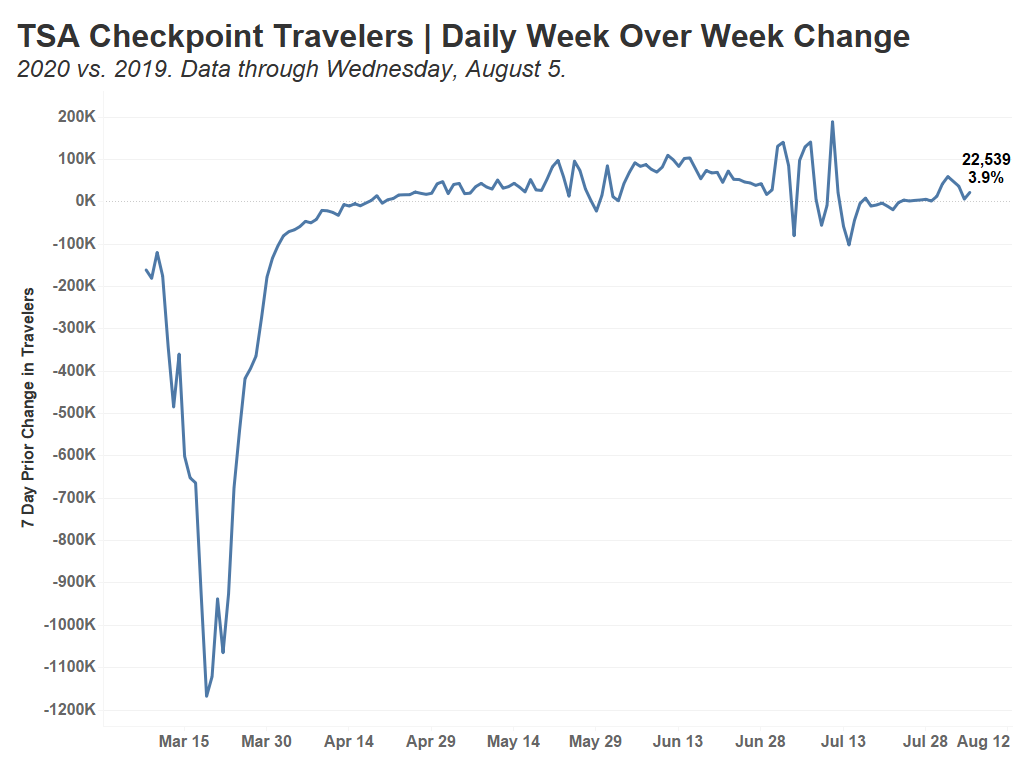 TSA Checkpoint Travelers | Daily Week Over Week Change
2020 vs. 2019. Data through Wednesday, August 5.
7 Day Prior Change in Travelers
200K
100K
0K
-100K
-200K
-300K
-400K
-500K
-600K
-700K
-800K
-900K
-1000K
-1100K
-1200K
22,539
3.9%
Mar 15 Mar 30 Apr 14 Apr 29 May 14 May 29 Jun 13 Jun 28 Jul 13 Jul 28 Aug 12